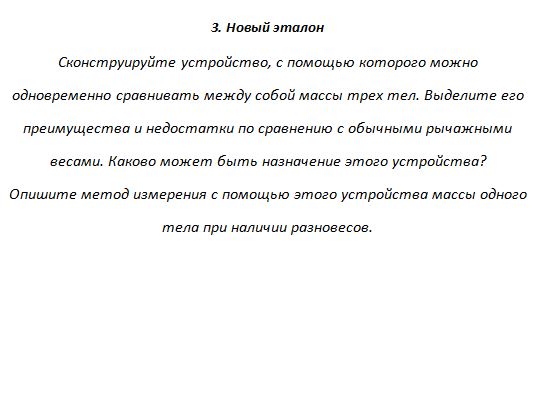 3. Новый эталон
Сконструируйте устройство, с помощью которого можно
одновременно сравнивать между собой массы трех тел. Выделите его
преимущества и недостатки по сравнению с обычными рычажными
весами. Каково может быть назначение этого устройства?
Опишите метод измерения с помощью этого устройства массы одного
тела при наличии разновесов.